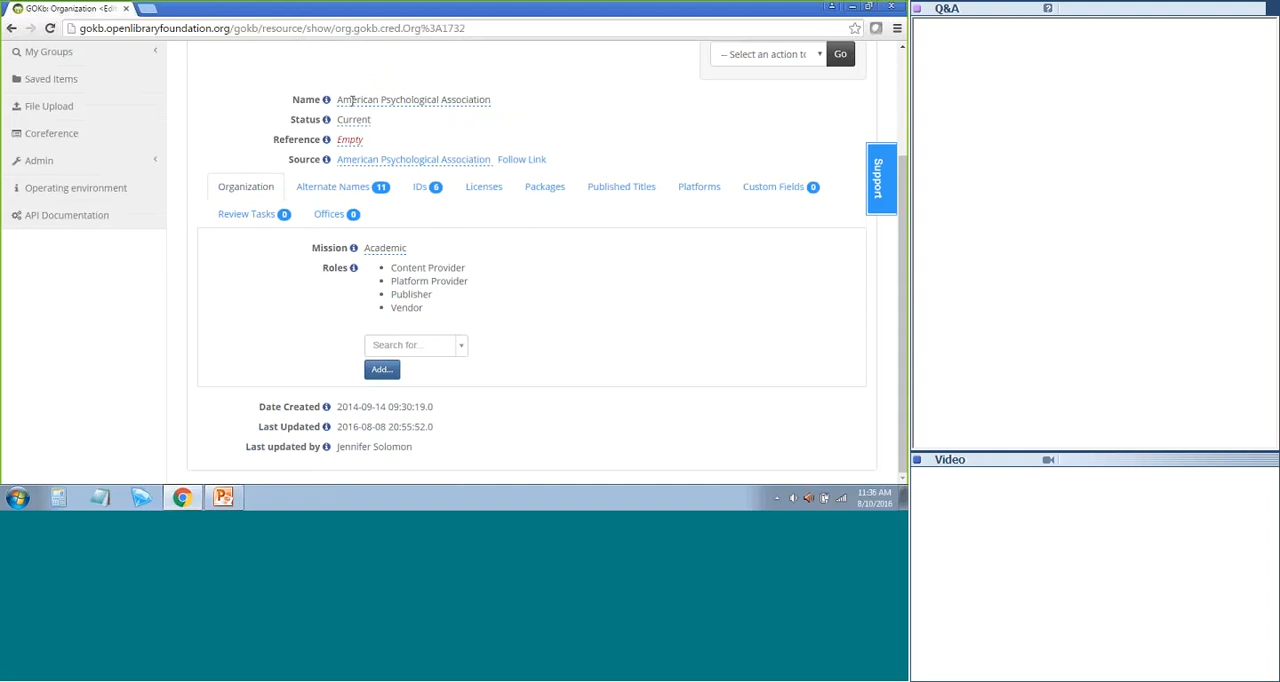 GOKb: Organization <Edi
gokb.openlibraryfoundation.org/gokb/resource/show/org.gokb.cred.Org%3A1732
My Groups
Saved Items
File Upload
Coreference
Admin
Operating environment
API Documentation
-- Select an action to
Go
Name American Psychological Association
Status Current
Reference Empty
Source American Psychological Association Follow Link
Organization Alternate Names 11 IDs 6 Licenses Packages Published Titles Platforms Custom Fields 0
Review Tasks 0 Offices 0
Mission Academic
Roles
Content Provider
Platform Provider
Publisher
Vendor
Search for...
Add...
Date Created 2014-09-14 09:30:19.0
Last Updated 2016-08-08 20:55:52.0
Last updated by Jennifer Solomon
Support
11:36 AM
8/10/2016
Q&A
Video